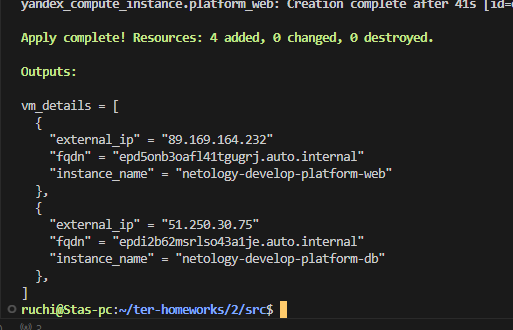 yandex_compute_instance.platform_web: Creation complete after 41s [id=
Apply complete! Resources: 4 added, 0 changed, 0 destroyed.
Outputs:
vm_details = [
  {
    "external_ip" = "89.169.164.232"
    "fqdn" = "epd5onb3oafl41tgugrj.auto.internal"
    "instance_name" = "netology-develop-platform-web"
  },
  {
    "external_ip" = "51.250.30.75"
    "fqdn" = "epdi2b62msrlso43a1je.auto.internal"
    "instance_name" = "netology-develop-platform-db"
  },
]
ruchi@Stas-pc:~/ter-homeworks/2/src$